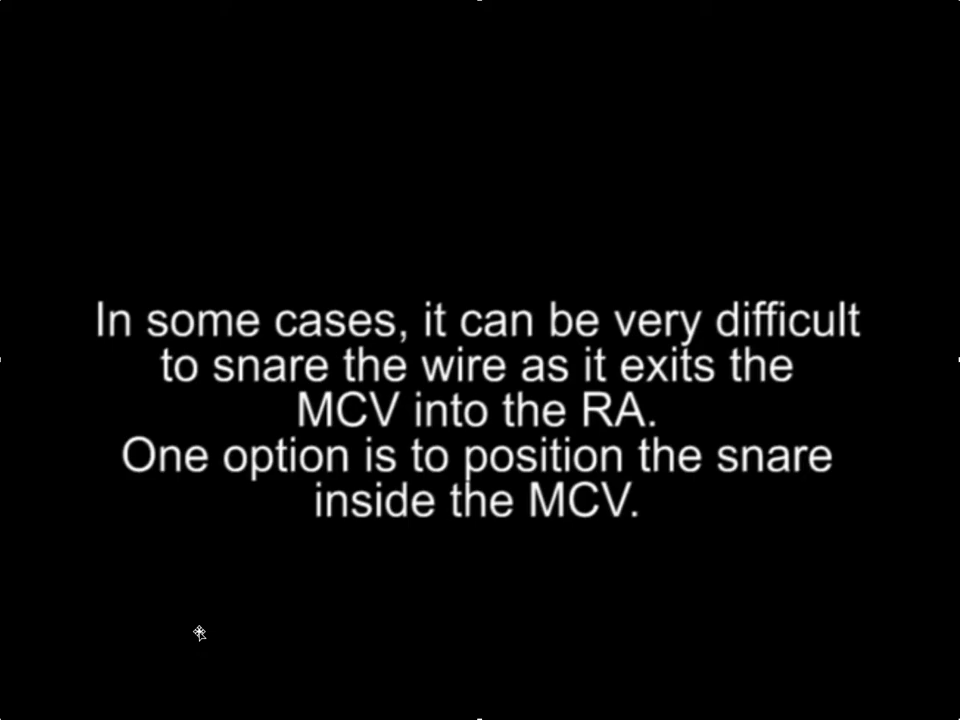 In some cases, it can be very difficult
to snare the wire as it exits the
MCV into the RA.
One option is to position the snare
inside the MCV.